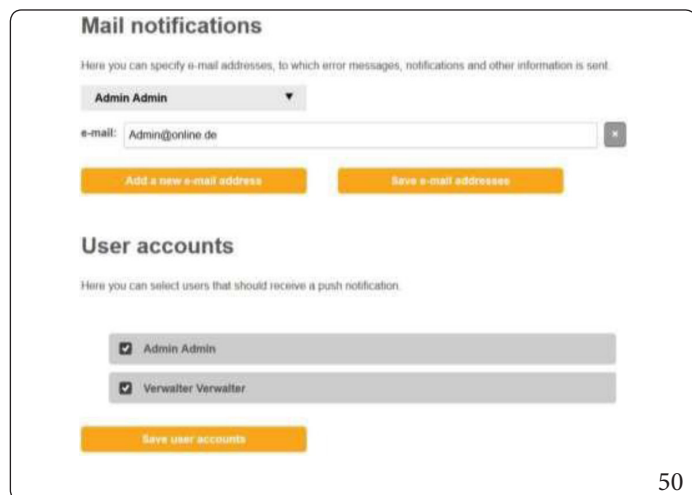 Mail notifications
Here you can specify e-mail addresses, to which error messages, notifications and other information is sent.
Admin Admin
e-mail: Admin@online.de
Add a new e-mail address Save e-mail addresses
User accounts
Here you can select users that should receive a push notification.
Admin Admin
Verwalter Verwalter
Save user accounts
50